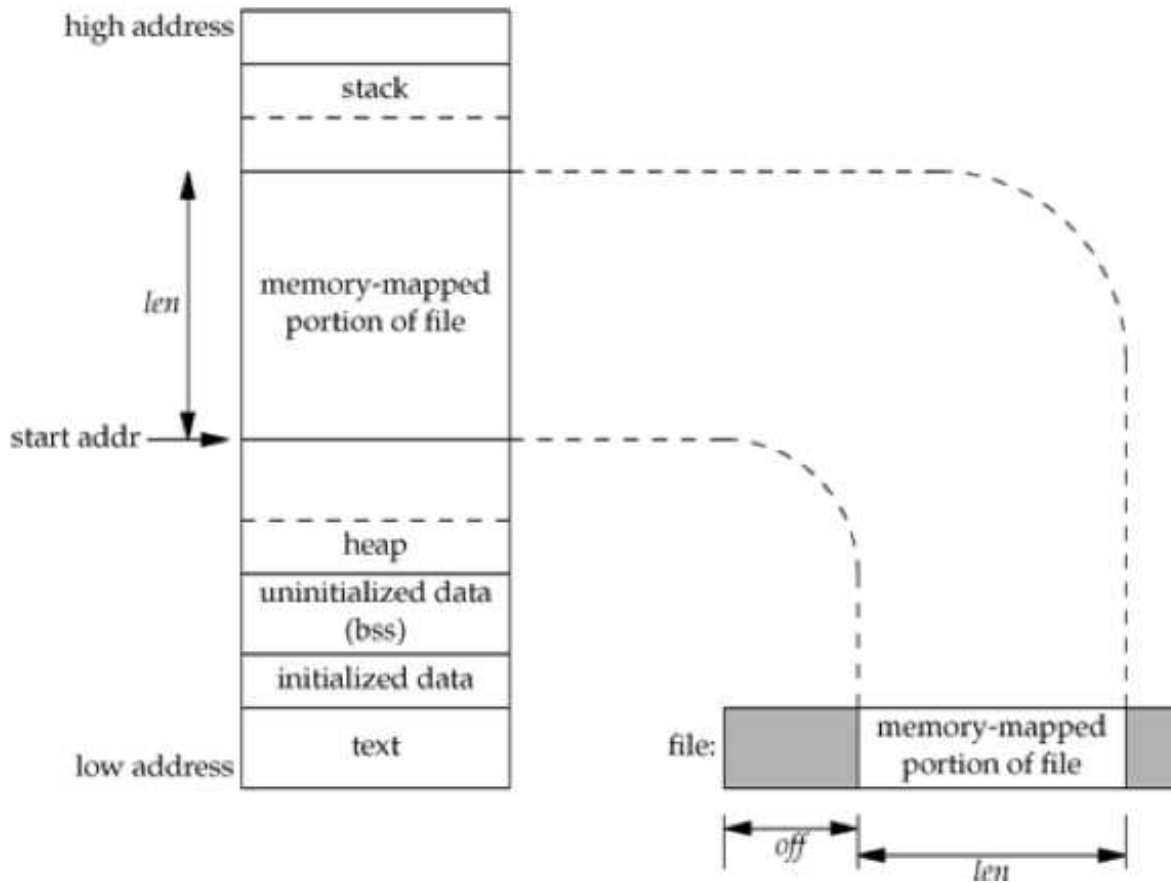 high address
stack
len
memory-mapped
portion of file
start addr
heap
uninitialized data
(bss)
initialized data
text
low address
file:
memory-mapped
portion of file
off
len